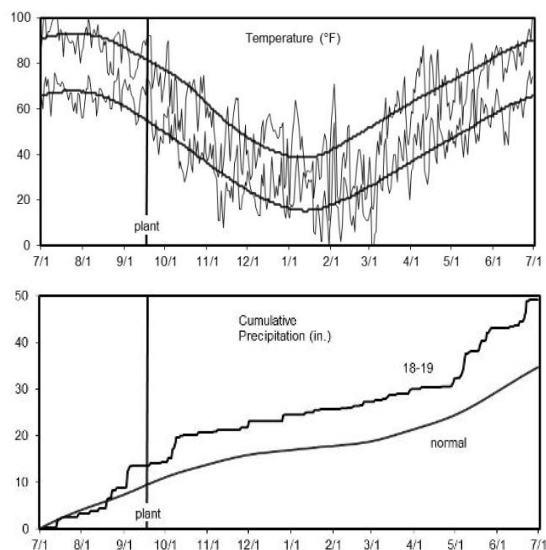 100
Temperature (°F)
80
60
40
20
plant
0
7/1 8/1 9/1 10/1 11/1 12/1 1/1 2/1 3/1 4/1 5/1 6/1 7/1
50
Cumulative
Precipitation (in.)
40
18-19
30
20
normal
10
plant
0
7/1 8/1 9/1 10/1 11/1 12/1 1/1 2/1 3/1 4/1 5/1 6/1 7/1